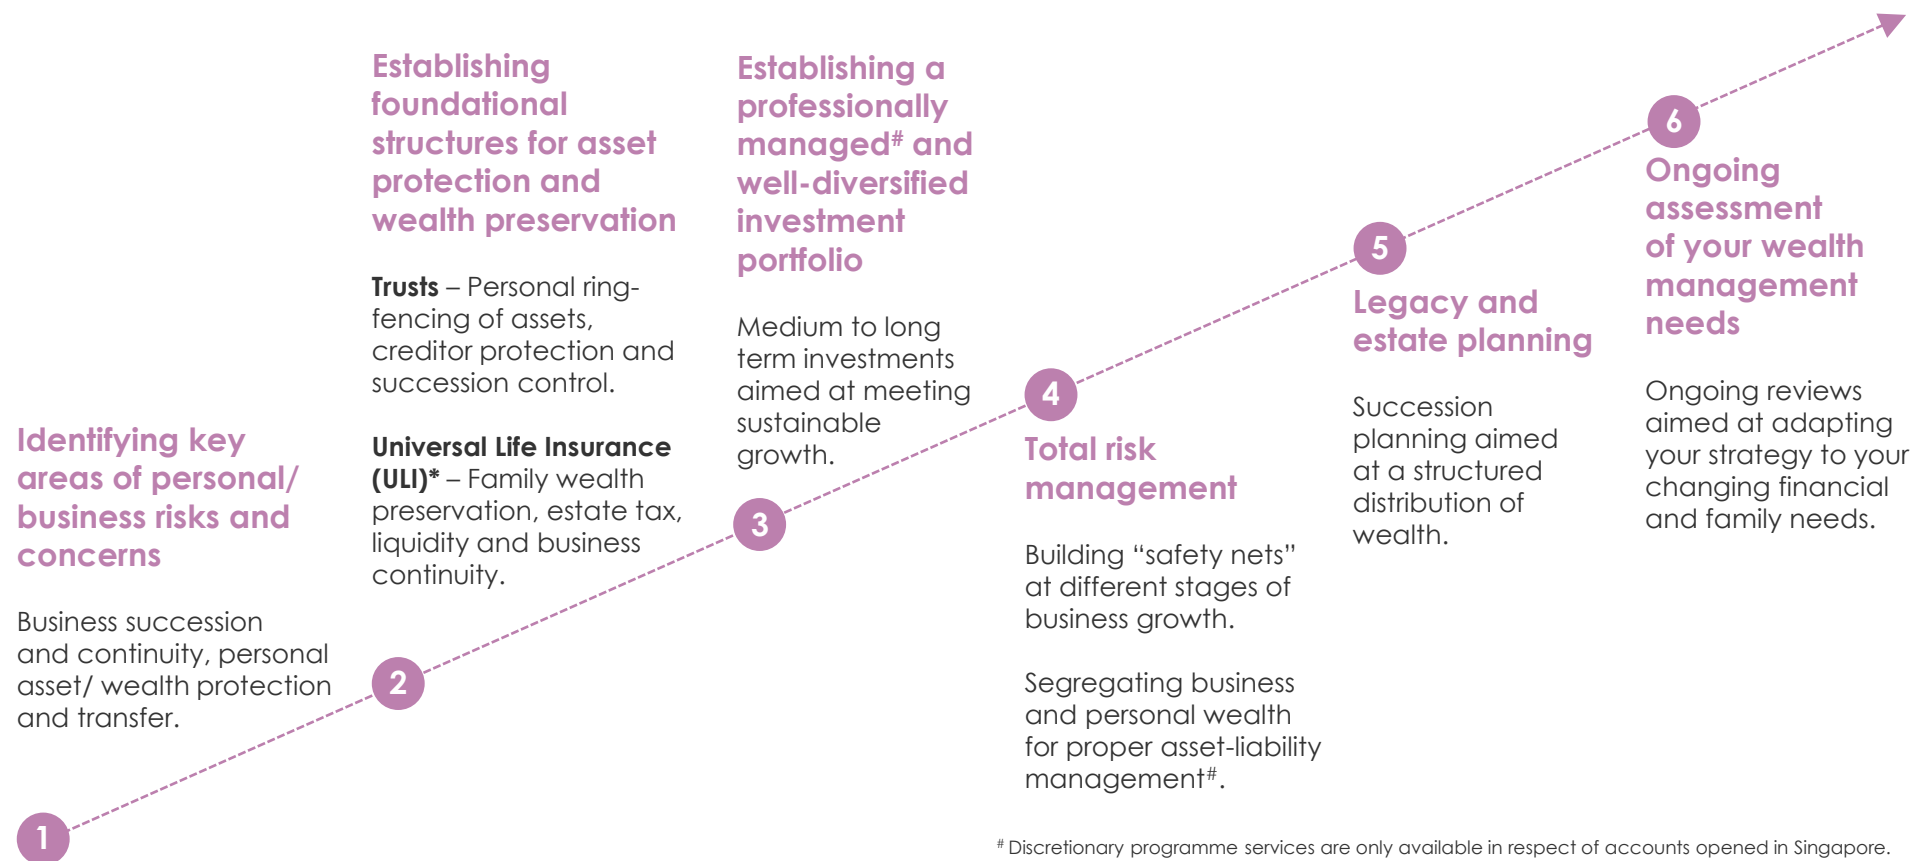 1
Identifying key
areas of personal/
business risks and
concerns
Business succession
and continuity, personal
asset/ wealth protection
and transfer.
2
Establishing
foundational
structures for asset
protection and
wealth preservation
Trusts – Personal ring-
fencing of assets,
creditor protection and
succession control.
Universal Life Insurance
(ULI)* – Family wealth
preservation, estate tax,
liquidity and business
continuity.
3
Establishing a
professionally
managed# and
well-diversified
investment
portfolio
Medium to long
term investments
aimed at meeting
sustainable
growth.
4
Total risk
management
Building “safety nets”
at different stages of
business growth.
Segregating business
and personal wealth
for proper asset-liability
management#.
5
Legacy and
estate planning
Succession
planning aimed
at a structured
distribution of
wealth.
6
Ongoing
assessment
of your wealth
management
needs
Ongoing reviews
aimed at adapting
your strategy to your
changing financial
and family needs.
# Discretionary programme services are only available in respect of accounts opened in Singapore.